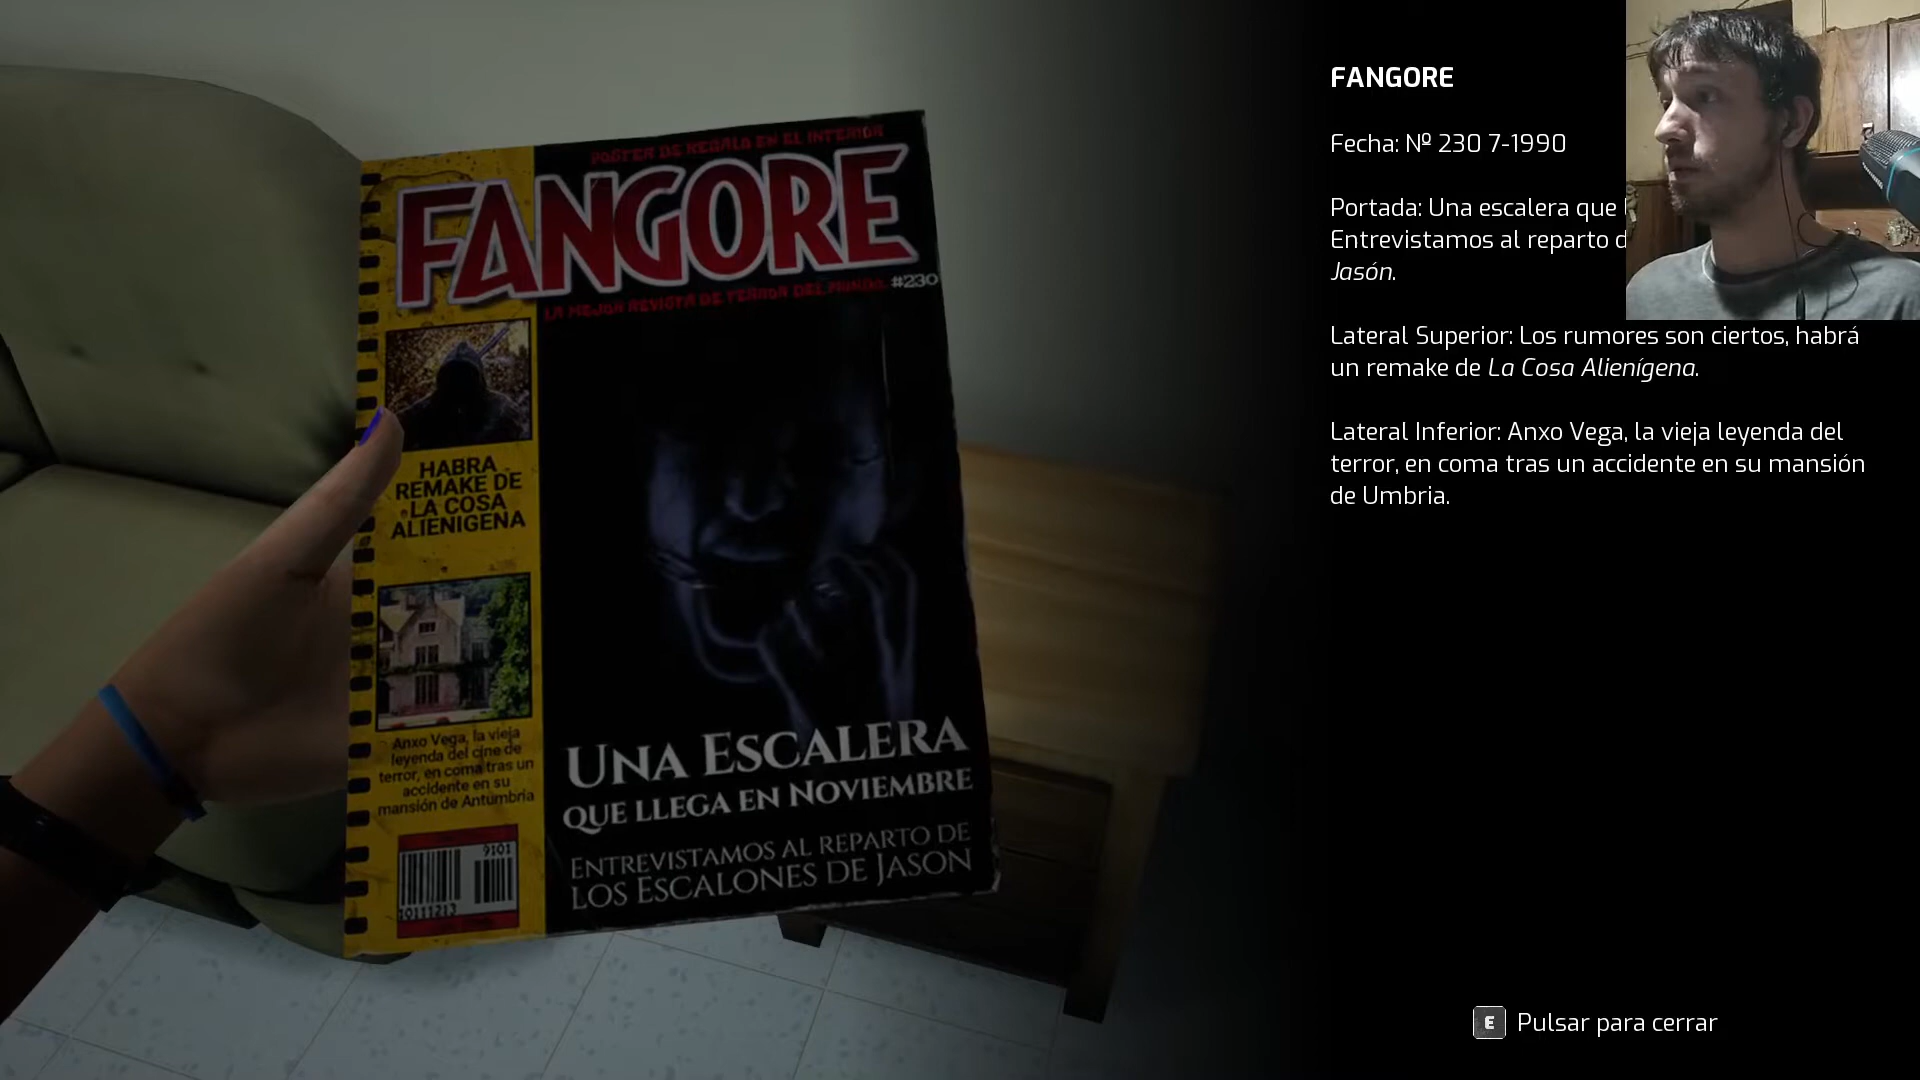 POSTER DE REGALO EN EL INTERIOR
FANGORE
#230
LA MEJOR REVISTA DE TERROR DEL MUNDO
HABRA
REMAKE DE
LA COSA
ALIENIGENA
Anxo Vega, la vieja
leyenda del cine de
terror, en coma tras un
accidente en su
mansión de Antumbria
9101
10111213
UNA ESCALERA
QUE LLEGA EN NOVIEMBRE
ENTREVISTAMOS AL REPARTO DE
LOS ESCALONES DE JASON
FANGORE
Fecha: Nº 230 7-1990
Portada: Una escalera que
Entrevistamos al reparto
Jasón.
Lateral Superior: Los rumores son ciertos, habrá
un remake de La Cosa Alienígena.
Lateral Inferior: Anxo Vega, la vieja leyenda del
terror, en coma tras un accidente en su mansión
de Umbria.
E Pulsar para cerrar